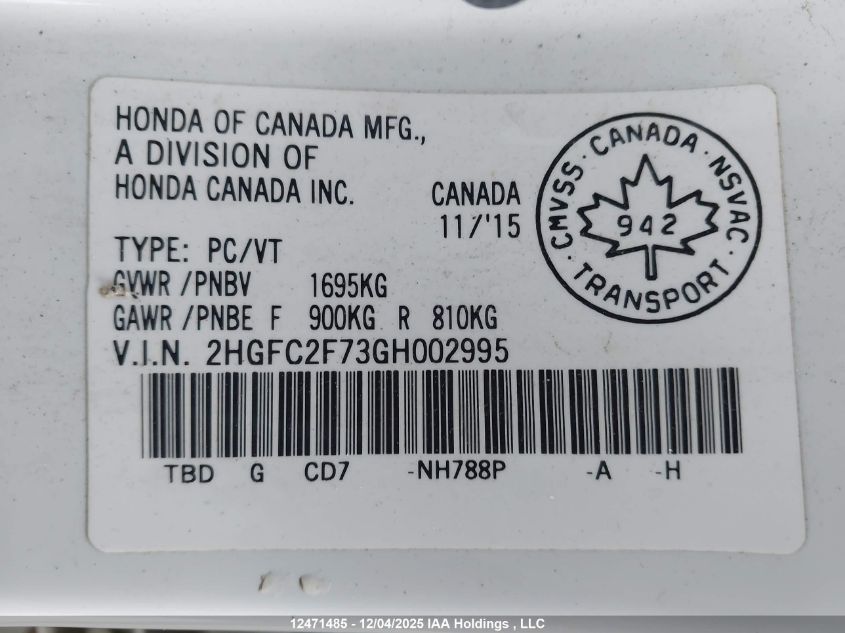 HONDA OF CANADA MFG.,
A DIVISION OF
HONDA CANADA INC.
CANADA
11/'15
CMVSS · CANADA · NSVAC
942
TRANSPORT
TYPE: PC/VT
GVWR /PNBV 1695KG
GAWR /PNBE F 900KG R 810KG
V.I.N. 2HGFC2F73GH002995
TBD G CD7 -NH788P -A -H
12471485 - 12/04/2025 IAA Holdings , LLC